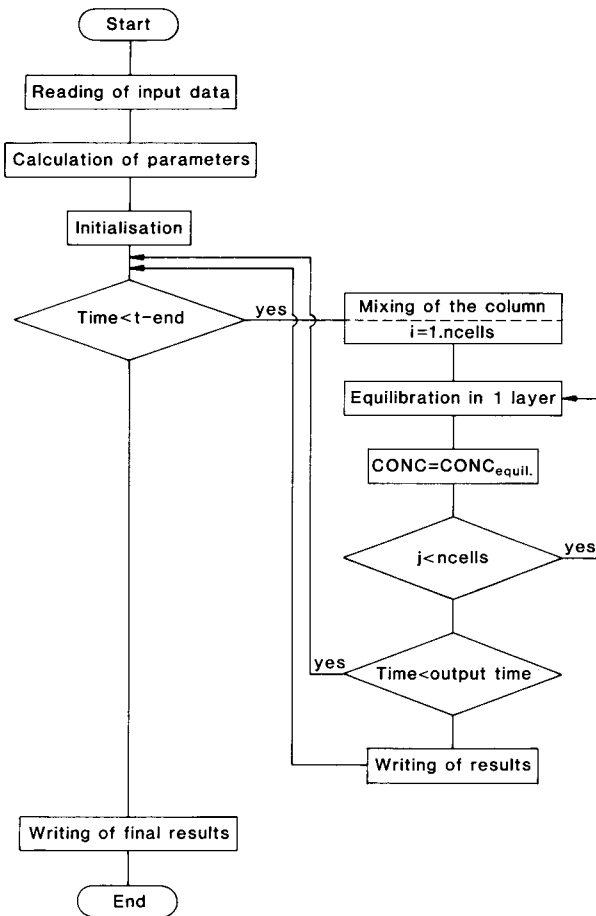 Start
Reading of input data
Calculation of parameters
Initialisation
Time<t-end
yes
Mixing of the column
i=1.ncells
Equilibration in 1 layer
CONC=CONCequil.
j<ncells
yes
Time<output time
yes
Writing of results
Writing of final results
End